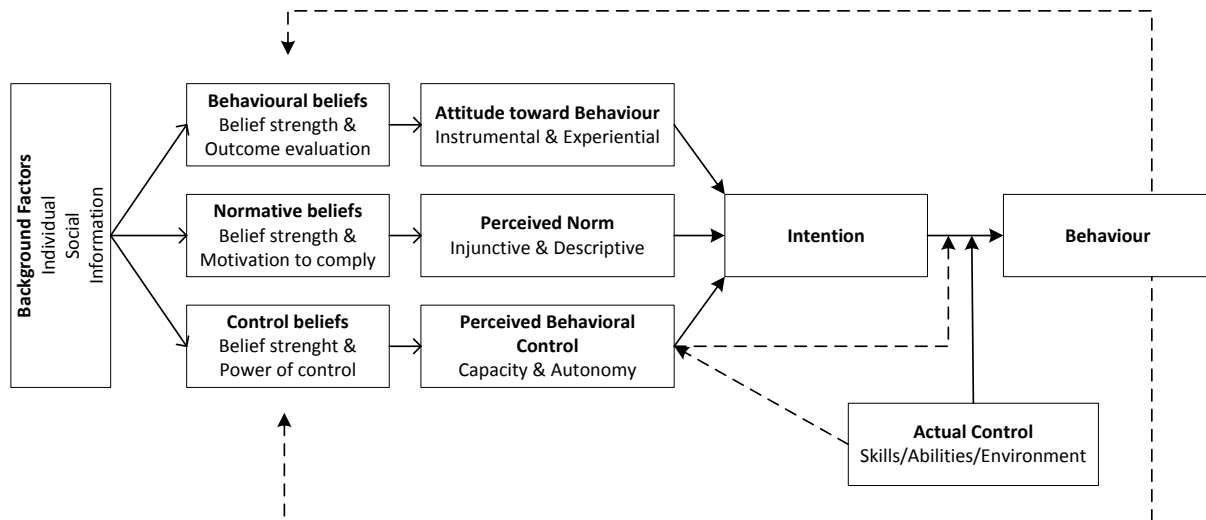 Background Factors
Individual
Social
Information
Behavioural beliefs
Belief strength &
Outcome evaluation
Normative beliefs
Belief strength &
Motivation to comply
Control beliefs
Belief strenght &
Power of control
Attitude toward Behaviour
Instrumental & Experiential
Perceived Norm
Injunctive & Descriptive
Perceived Behavioral
Control
Capacity & Autonomy
Intention
Behaviour
Actual Control
Skills/Abilities/Environment